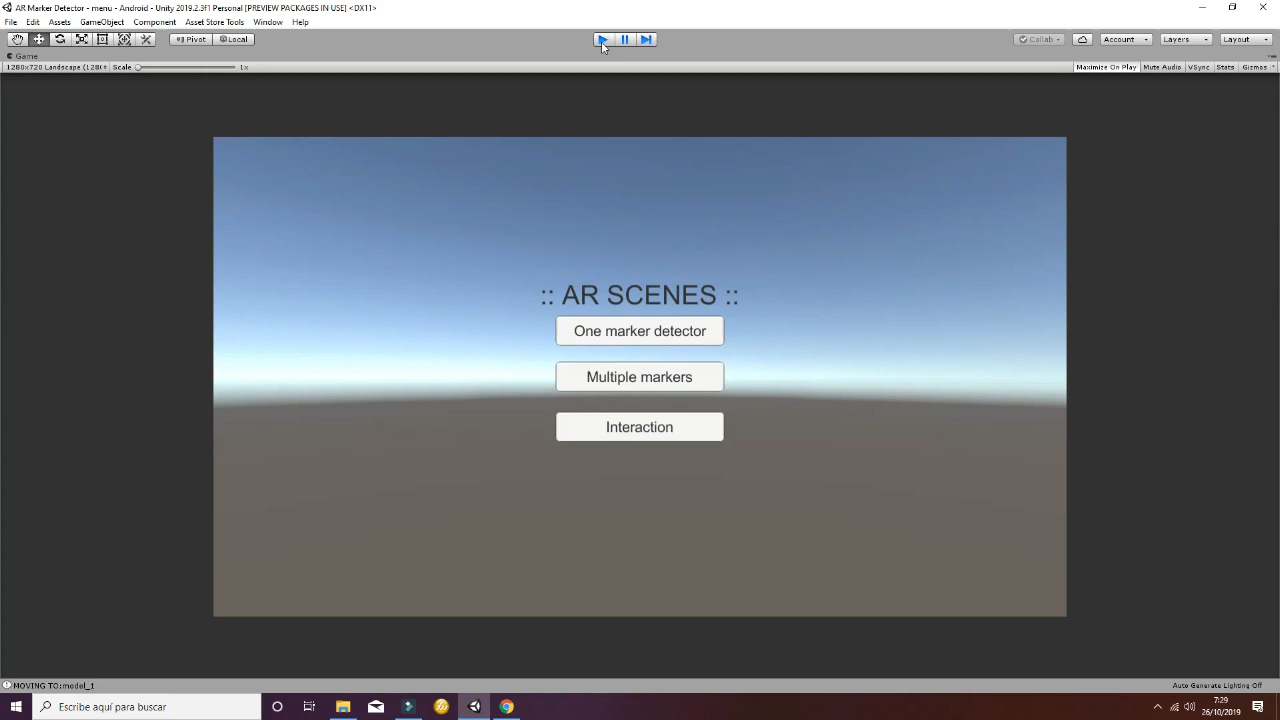 AR Marker Detector - menu - Android - Unity 2019.2.3f1 Personal [PREVIEW PACKAGES IN USE] <DX11>
File Edit Assets GameObject Component Asset Store Tools Window Help
Pivot Local Collab Account Layers Layout
Game
1280x720 Landscape (128 Scale 1x Maximize On Play Mute Audio VSync Stats Gizmos
:: AR SCENES ::
One marker detector
Multiple markers
Interaction
MOVING TO:model_1 Auto Generate Lighting Off
Escribe aquí para buscar
7:29
26/10/2019